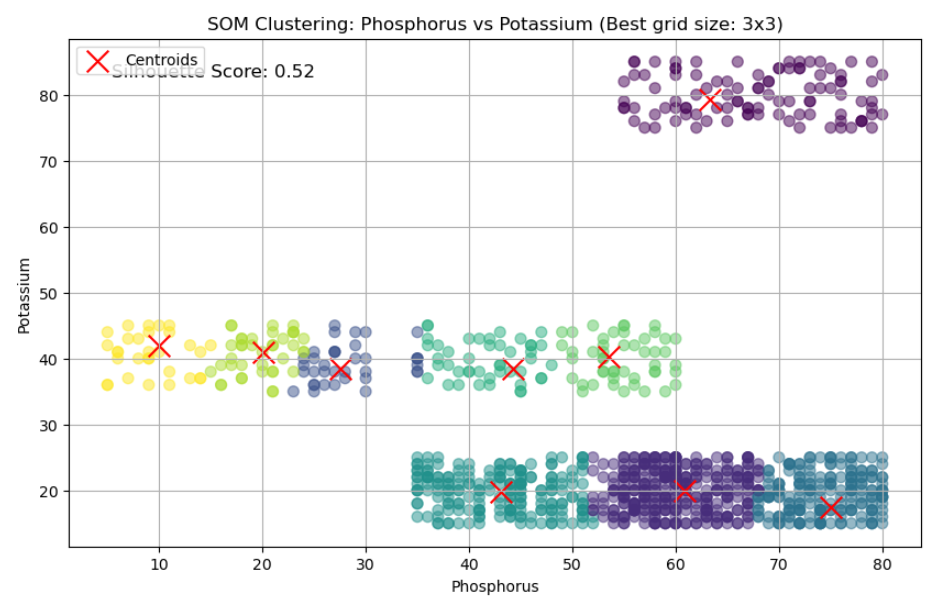 SOM Clustering: Phosphorus vs Potassium (Best grid size: 3x3)
Centroids
Silhouette Score: 0.52
80
70
60
50
40
30
20
Potassium
10 20 30 40 50 60 70 80
Phosphorus